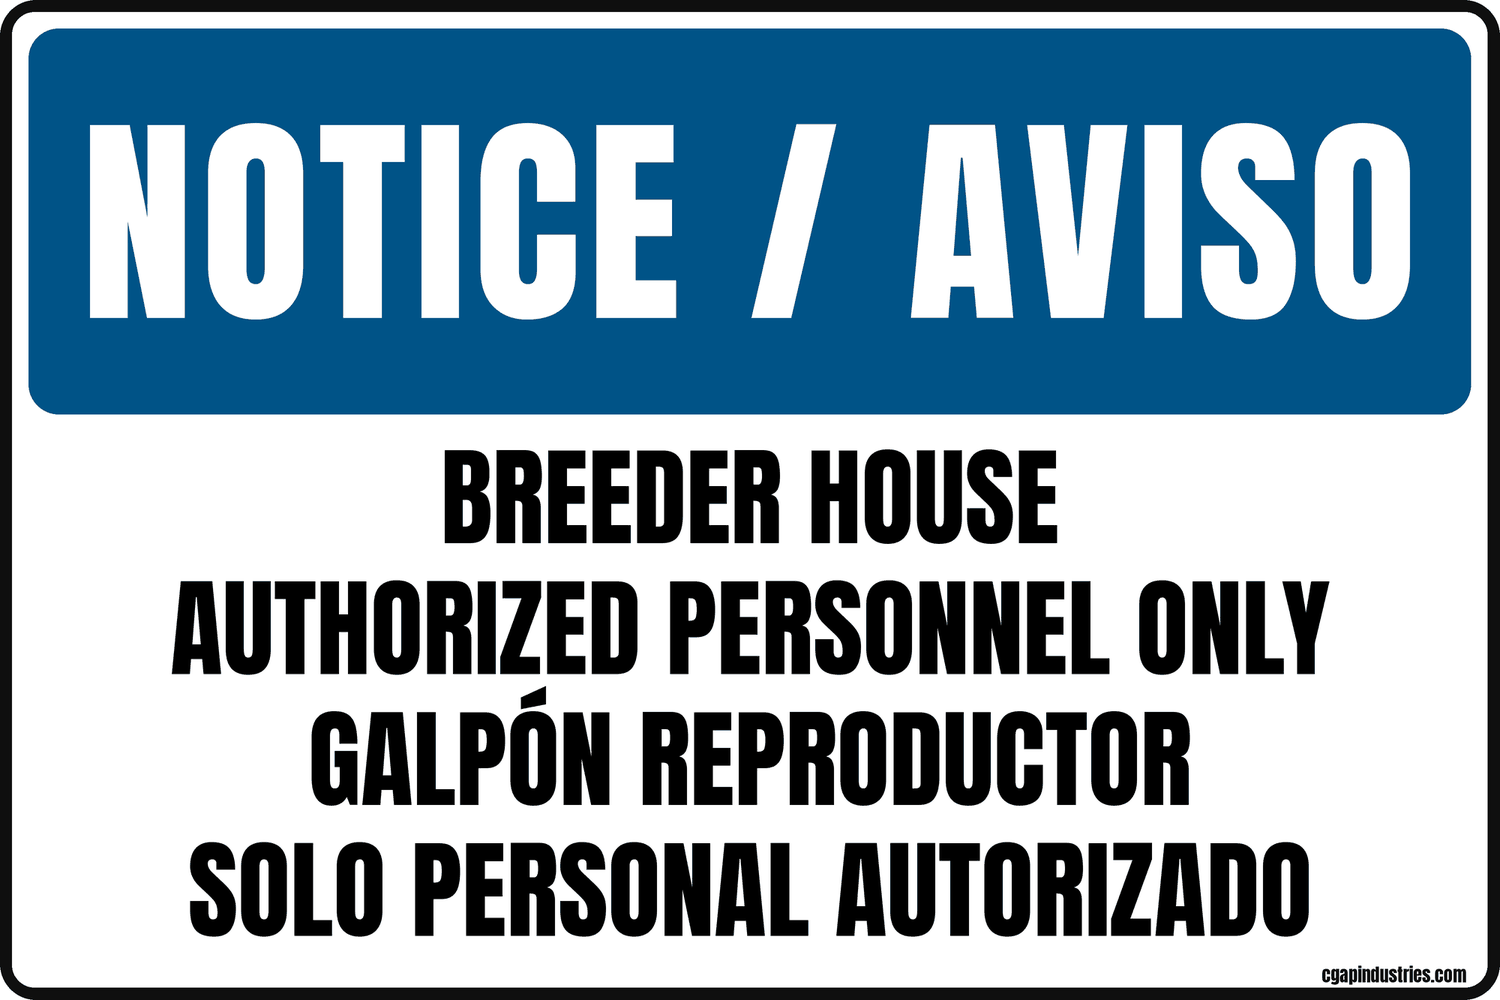 NOTICE / AVISO
BREEDER HOUSE
AUTHORIZED PERSONNEL ONLY
GALPÓN REPRODUCTOR
SOLO PERSONAL AUTORIZADO
cgapindustries.com